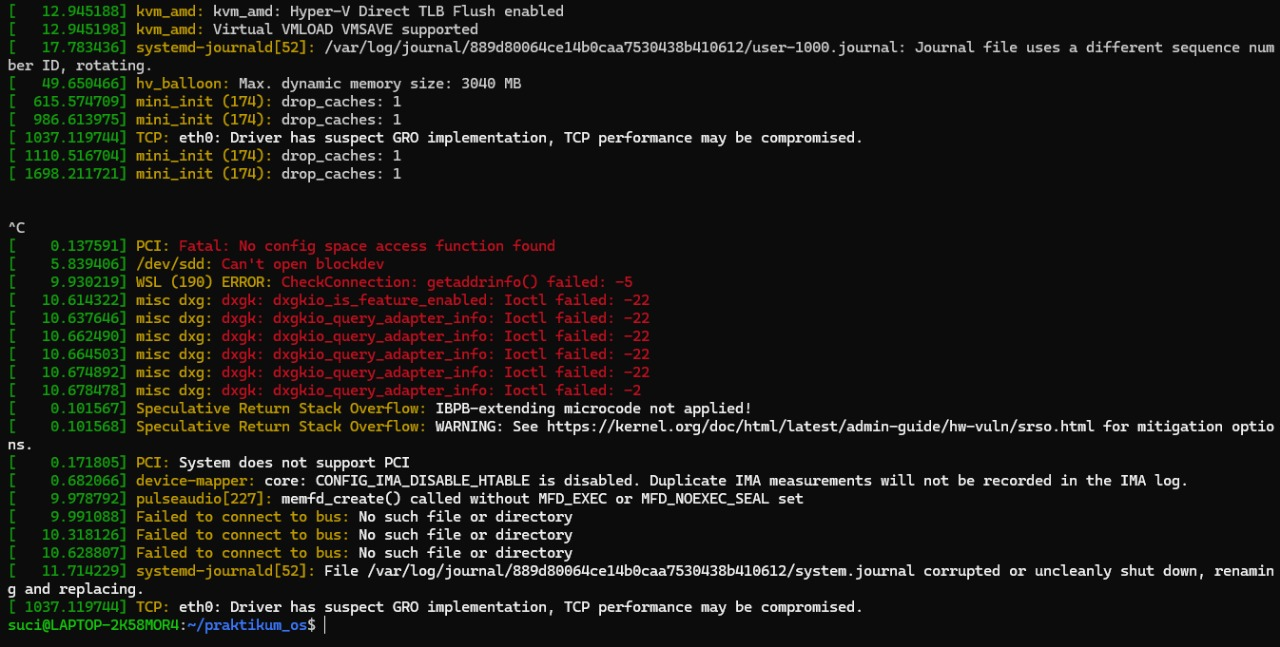 [   12.945188] kvm_amd: kvm_amd: Hyper-V Direct TLB Flush enabled
[   12.945198] kvm_amd: Virtual VMLOAD VMSAVE supported
[   17.783436] systemd-journald[52]: /var/log/journal/889d80064ce14b0caa7530438b410612/user-1000.journal: Journal file uses a different sequence num
ber ID, rotating.
[   49.650466] hv_balloon: Max. dynamic memory size: 3040 MB
[  615.574709] mini_init (174): drop_caches: 1
[  986.613975] mini_init (174): drop_caches: 1
[ 1037.119744] TCP: eth0: Driver has suspect GRO implementation, TCP performance may be compromised.
[ 1110.516704] mini_init (174): drop_caches: 1
[ 1698.211721] mini_init (174): drop_caches: 1
^C
[    0.137591] PCI: Fatal: No config space access function found
[    5.839406] /dev/sdd: Can't open blockdev
[    9.930219] WSL (190) ERROR: CheckConnection: getaddrinfo() failed: -5
[   10.614322] misc dxg: dxgk: dxgkio_is_feature_enabled: Ioctl failed: -22
[   10.637646] misc dxg: dxgk: dxgkio_query_adapter_info: Ioctl failed: -22
[   10.662490] misc dxg: dxgk: dxgkio_query_adapter_info: Ioctl failed: -22
[   10.664503] misc dxg: dxgk: dxgkio_query_adapter_info: Ioctl failed: -22
[   10.674892] misc dxg: dxgk: dxgkio_query_adapter_info: Ioctl failed: -22
[   10.678478] misc dxg: dxgk: dxgkio_query_adapter_info: Ioctl failed: -2
[    0.101567] Speculative Return Stack Overflow: IBPB-extending microcode not applied!
[    0.101568] Speculative Return Stack Overflow: WARNING: See https://kernel.org/doc/html/latest/admin-guide/hw-vuln/srso.html for mitigation optio
ns.
[    0.171805] PCI: System does not support PCI
[    0.682066] device-mapper: core: CONFIG_IMA_DISABLE_HTABLE is disabled. Duplicate IMA measurements will not be recorded in the IMA log.
[    9.978792] pulseaudio[227]: memfd_create() called without MFD_EXEC or MFD_NOEXEC_SEAL set
[    9.991088] Failed to connect to bus: No such file or directory
[   10.318126] Failed to connect to bus: No such file or directory
[   10.628807] Failed to connect to bus: No such file or directory
[   11.714229] systemd-journald[52]: File /var/log/journal/889d80064ce14b0caa7530438b410612/system.journal corrupted or uncleanly shut down, renamin
g and replacing.
[ 1037.119744] TCP: eth0: Driver has suspect GRO implementation, TCP performance may be compromised.
suci@LAPTOP-2K58MOR4:~/praktikum_os$